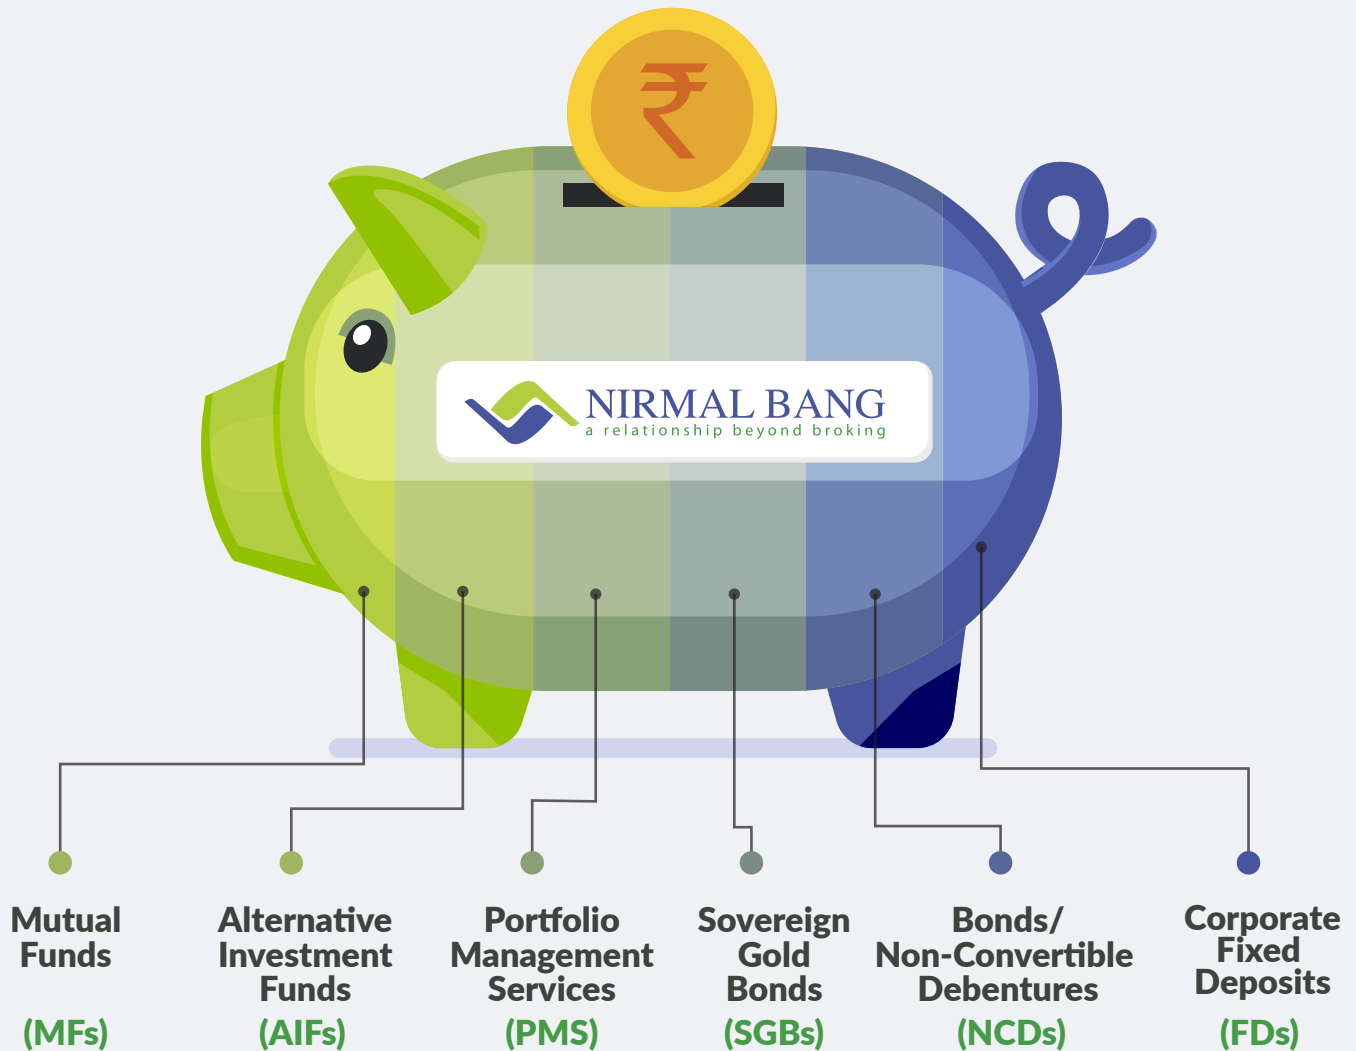 ₹
NIRMAL BANG
a relationship beyond broking
Mutual
Funds
(MFs)
Alternative
Investment
Funds
(AIFs)
Portfolio
Management
Services
(PMS)
Sovereign
Gold
Bonds
(SGBs)
Bonds/
Non-Convertible
Debentures
(NCDs)
Corporate
Fixed
Deposits
(FDs)